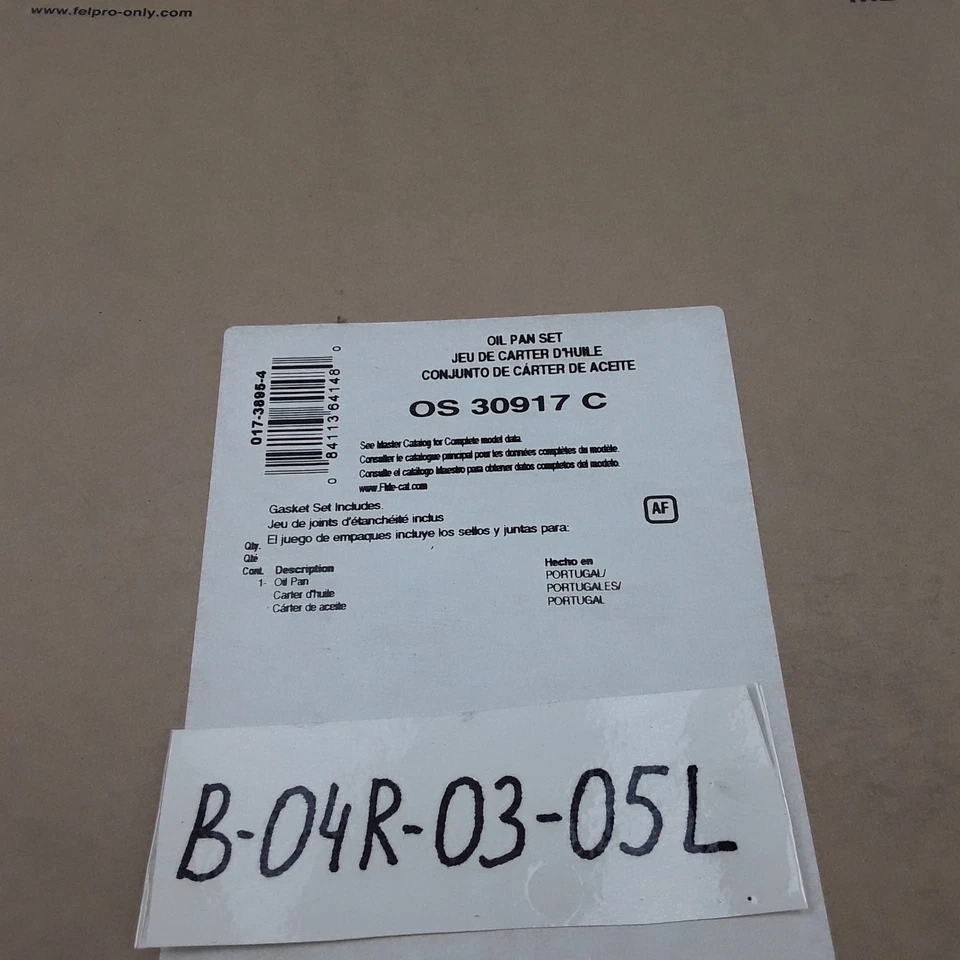 www.felpro-only.com
OIL PAN SET
JEU DE CARTER D'HUILE
CONJUNTO DE CÁRTER DE ACEITE
OS 30917 C
017-3895-4
0 84113 64148 0
See Master Catalog for Complete model data.
Consulter le catalogue principal pour les données complètes du modèle.
Consulte el catálogo Maestro para obtener datos completos del modelo.
www.Fme-cat.com
Gasket Set Includes.
Jeu de joints d'étanchéité inclus
El juego de empaques incluye los sellos y juntas para:
AF
Qty.
Qté
Cant. Description
1- Oil Pan
Carter d'huile
Cárter de aceite
Hecho en
PORTUGAL/
PORTUGALES/
PORTUGAL
B-04R-03-05L